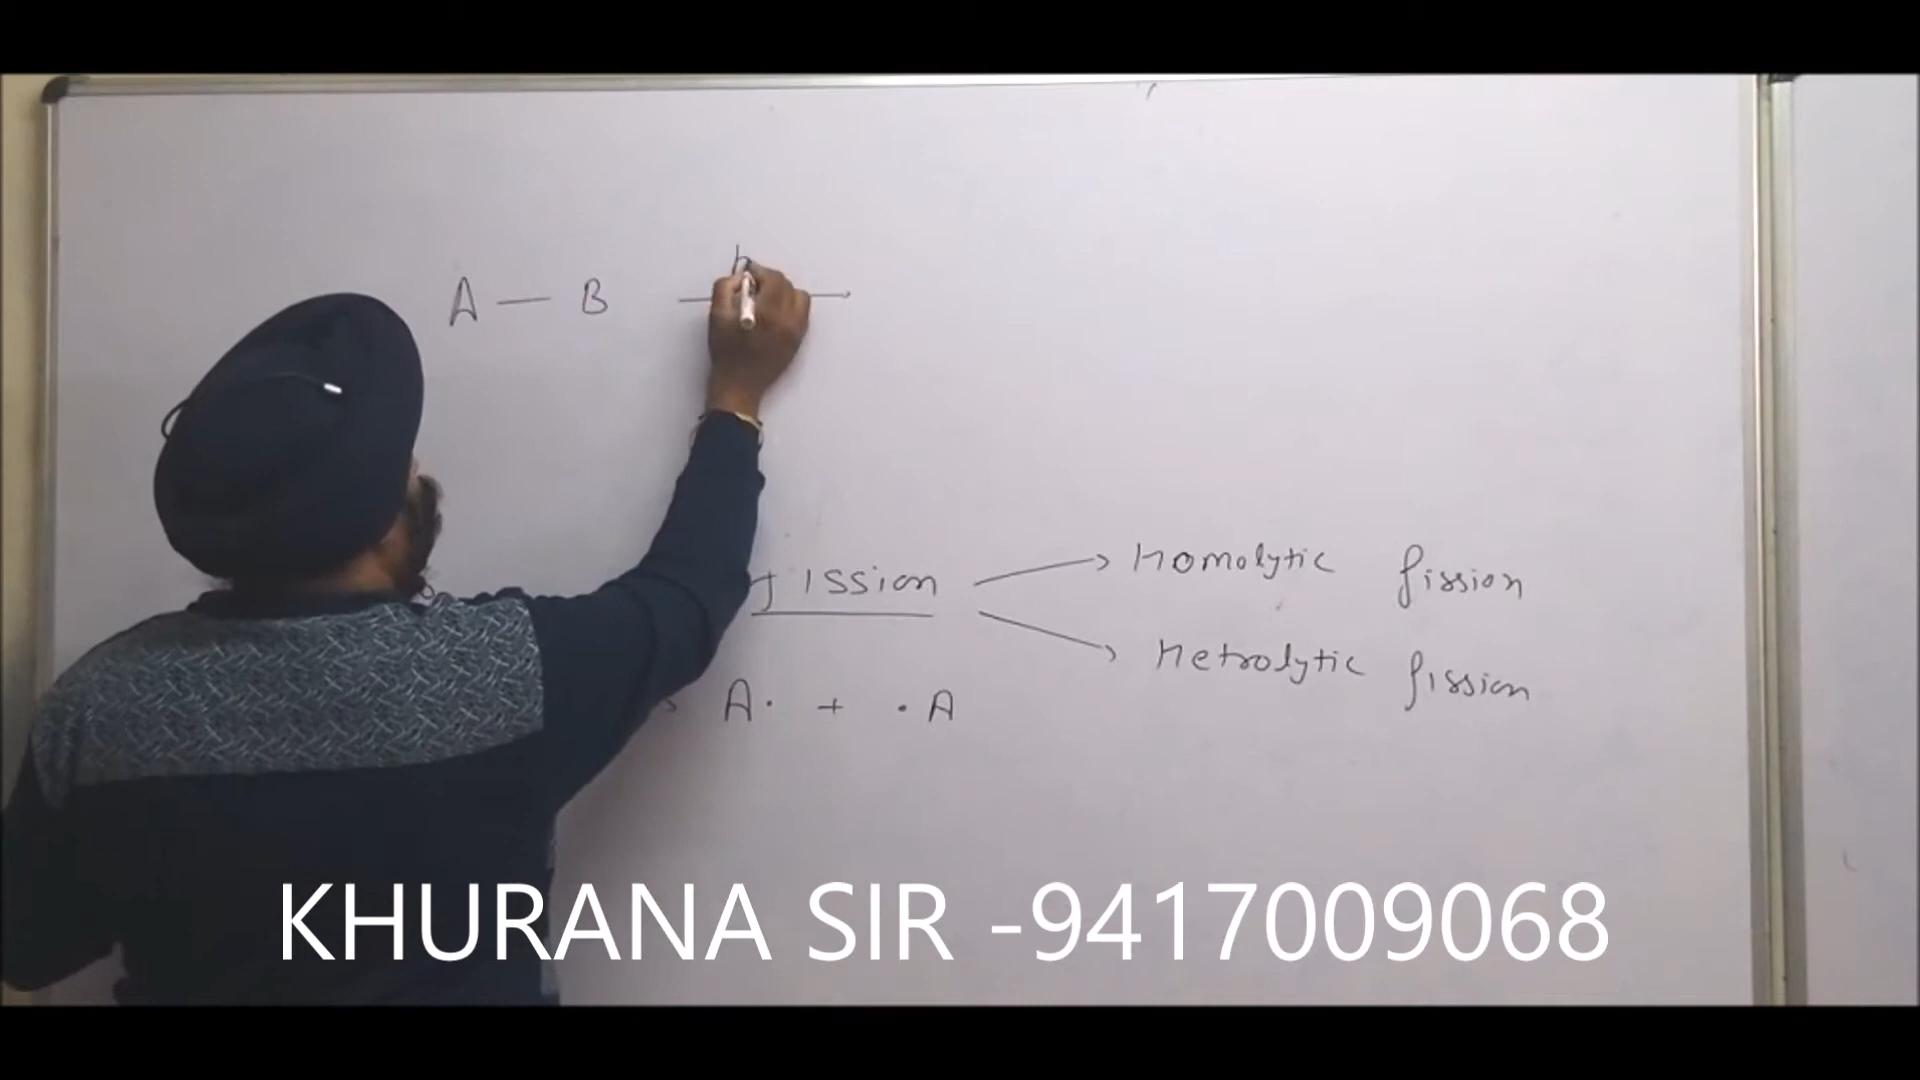 A — B
fission → Homolytic fission
→ Hetrolytic fission
A· + ·A
KHURANA SIR -9417009068